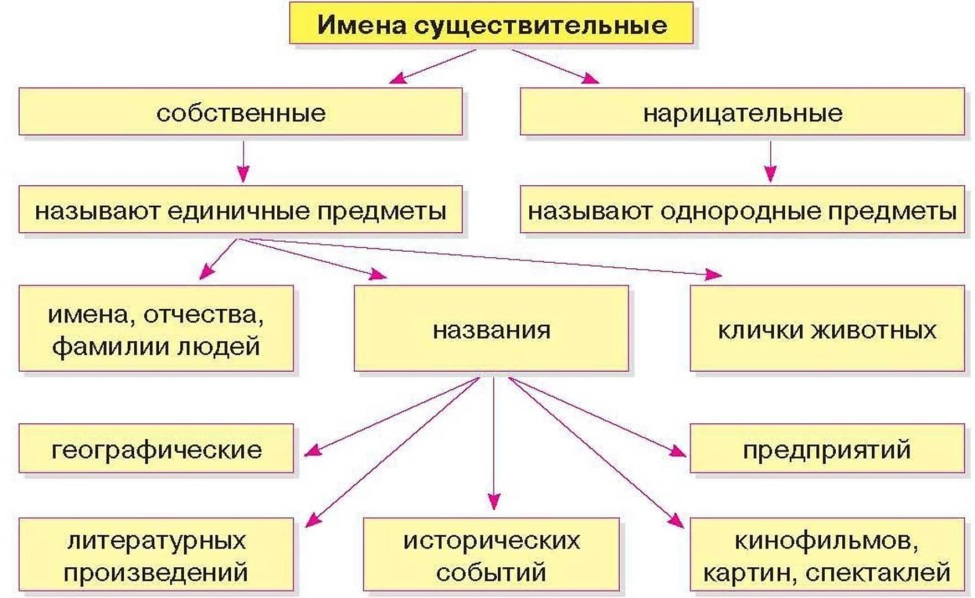 Имена существительные
собственные
нарицательные
называют единичные предметы
называют однородные предметы
имена, отчества,
фамилии людей
названия
клички животных
географические
предприятий
литературных
произведений
исторических
событий
кинофильмов,
картин, спектаклей